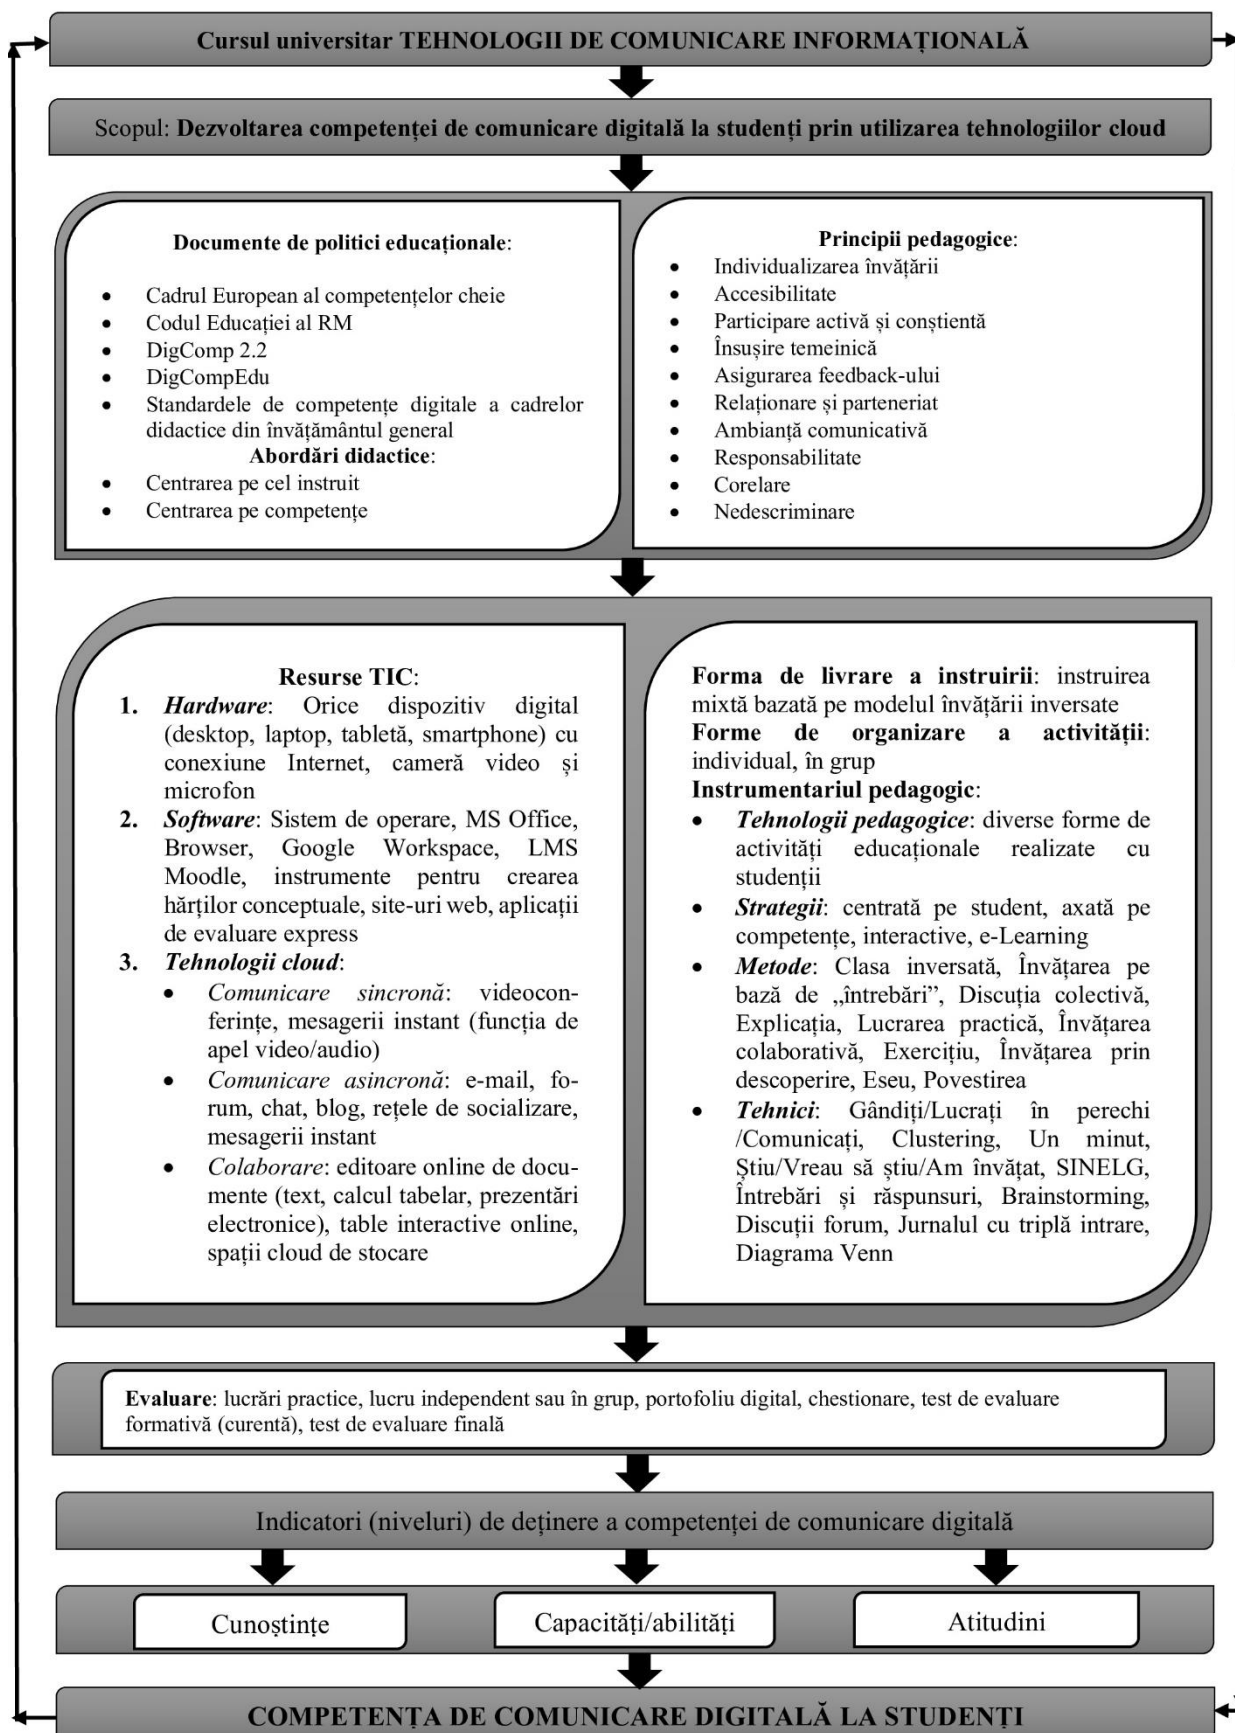 Cursul universitar TEHNOLOGII DE COMUNICARE INFORMAȚIONALĂ
Scopul: Dezvoltarea competenței de comunicare digitală la studenți prin utilizarea tehnologiilor cloud
Documente de politici educaționale:
• Cadrul European al competențelor cheie
• Codul Educației al RM
• DigComp 2.2
• DigCompEdu
• Standardele de competențe digitale a cadrelor
didactice din învățământul general
Abordări didactice:
• Centrarea pe cel instruit
• Centrarea pe competențe
Principii pedagogice:
• Individualizarea învățării
• Accesibilitate
• Participare activă și conștientă
• Însușire temeinică
• Asigurarea feedback-ului
• Relaționare și parteneriat
• Ambianță comunicativă
• Responsabilitate
• Corelare
• Nedescriminare
Resurse TIC:
1. Hardware: Orice dispozitiv digital
(desktop, laptop, tabletă, smartphone) cu
conexiune Internet, cameră video și
microfon
2. Software: Sistem de operare, MS Office,
Browser, Google Workspace, LMS
Moodle, instrumente pentru crearea
hărților conceptuale, site-uri web, aplicații
de evaluare express
3. Tehnologii cloud:
• Comunicare sincronă: videocon-
ferințe, mesagerii instant (funcția de
apel video/audio)
• Comunicare asincronă: e-mail, fo-
rum, chat, blog, rețele de socializare,
mesagerii instant
• Colaborare: editoare online de docu-
mente (text, calcul tabelar, prezentări
electronice), table interactive online,
spații cloud de stocare
Forma de livrare a instruirii: instruirea
mixtă bazată pe modelul învățării inversate
Forme de organizare a activității:
individual, în grup
Instrumentariul pedagogic:
• Tehnologii pedagogice: diverse forme de
activități educaționale realizate cu
studenții
• Strategii: centrată pe student, axată pe
competențe, interactive, e-Learning
• Metode: Clasa inversată, Învățarea pe
bază de „întrebări”, Discuția colectivă,
Explicația, Lucrarea practică, Învățarea
colaborativă, Exercițiu, Învățarea prin
descoperire, Eseu, Povestirea
• Tehnici: Gândiți/Lucrați în perechi
/Comunicați, Clustering, Un minut,
Știu/Vreau să știu/Am învățat, SINELG,
Întrebări și răspunsuri, Brainstorming,
Discuții forum, Jurnalul cu triplă intrare,
Diagrama Venn
Evaluare: lucrări practice, lucru independent sau în grup, portofoliu digital, chestionare, test de evaluare
formativă (curentă), test de evaluare finală
Indicatori (niveluri) de deținere a competenței de comunicare digitală
Cunoștințe
Capacități/abilități
Atitudini
COMPETENȚA DE COMUNICARE DIGITALĂ LA STUDENȚI